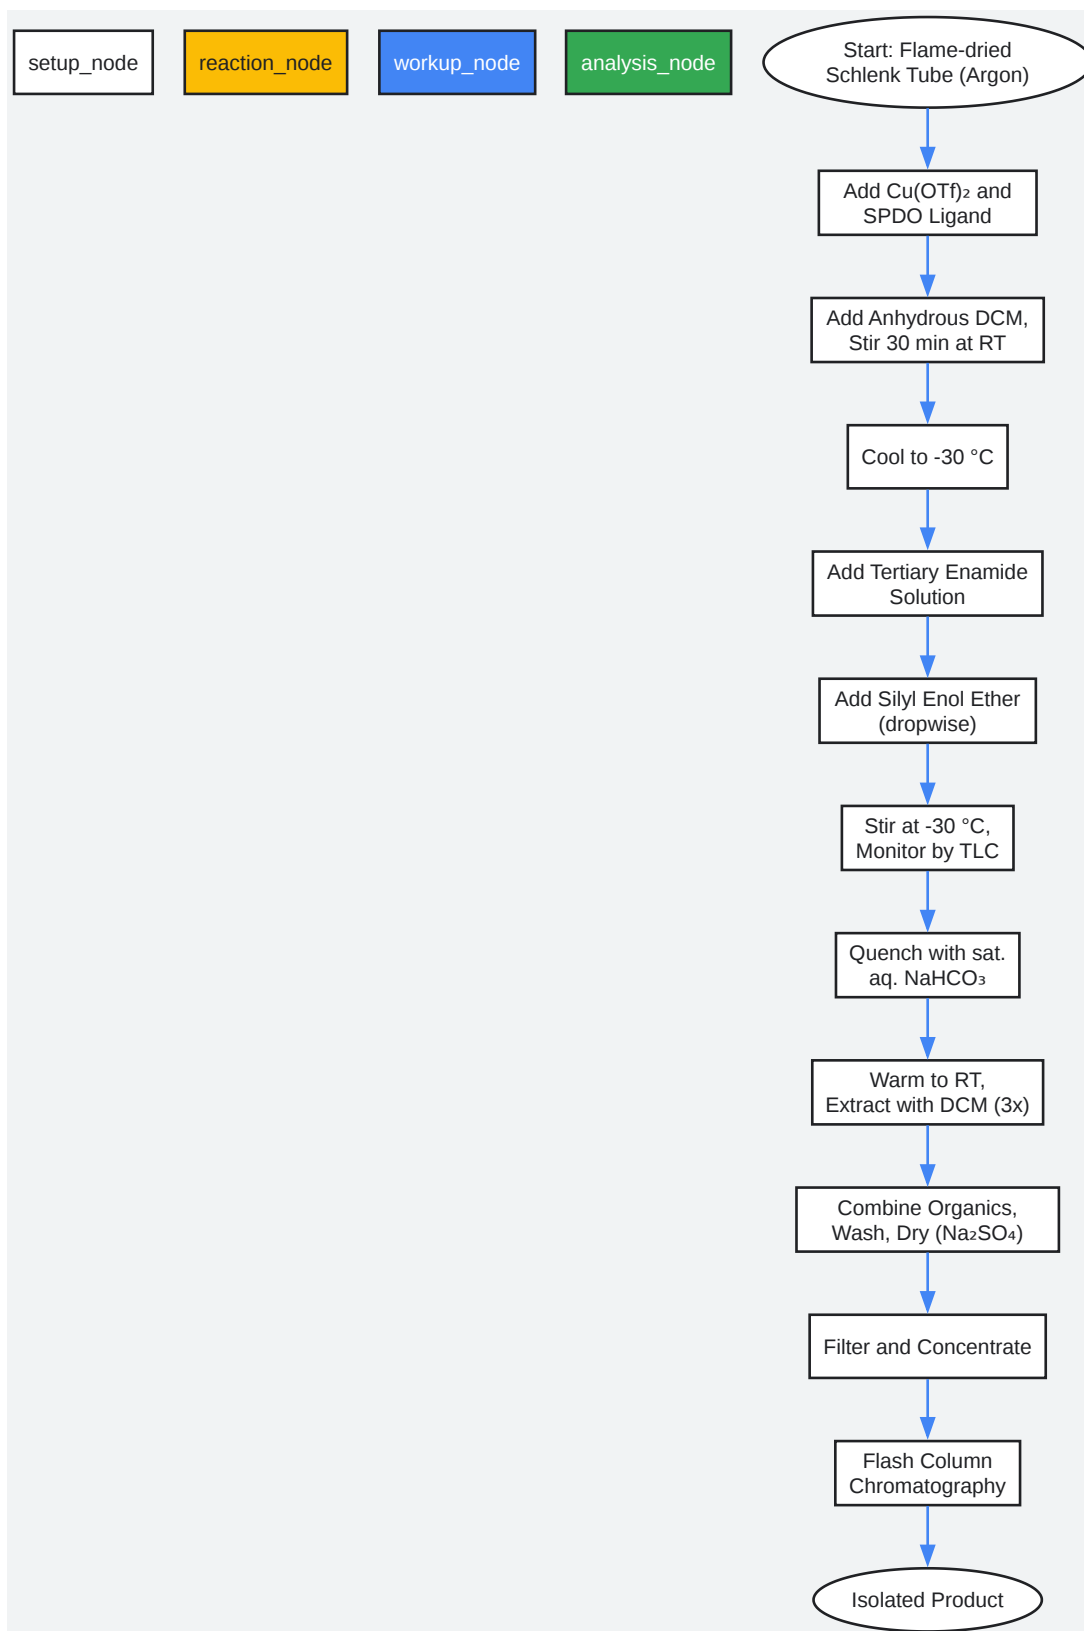 setup_node
reaction_node
workup_node
analysis_node
Start: Flame-dried
Schlenk Tube (Argon)
Add Cu(OTf)₂ and
SPDO Ligand
Add Anhydrous DCM,
Stir 30 min at RT
Cool to -30 °C
Add Tertiary Enamide
Solution
Add Silyl Enol Ether
(dropwise)
Stir at -30 °C,
Monitor by TLC
Quench with sat.
aq. NaHCO₃
Warm to RT,
Extract with DCM (3x)
Combine Organics,
Wash, Dry (Na₂SO₄)
Filter and Concentrate
Flash Column
Chromatography
Isolated Product